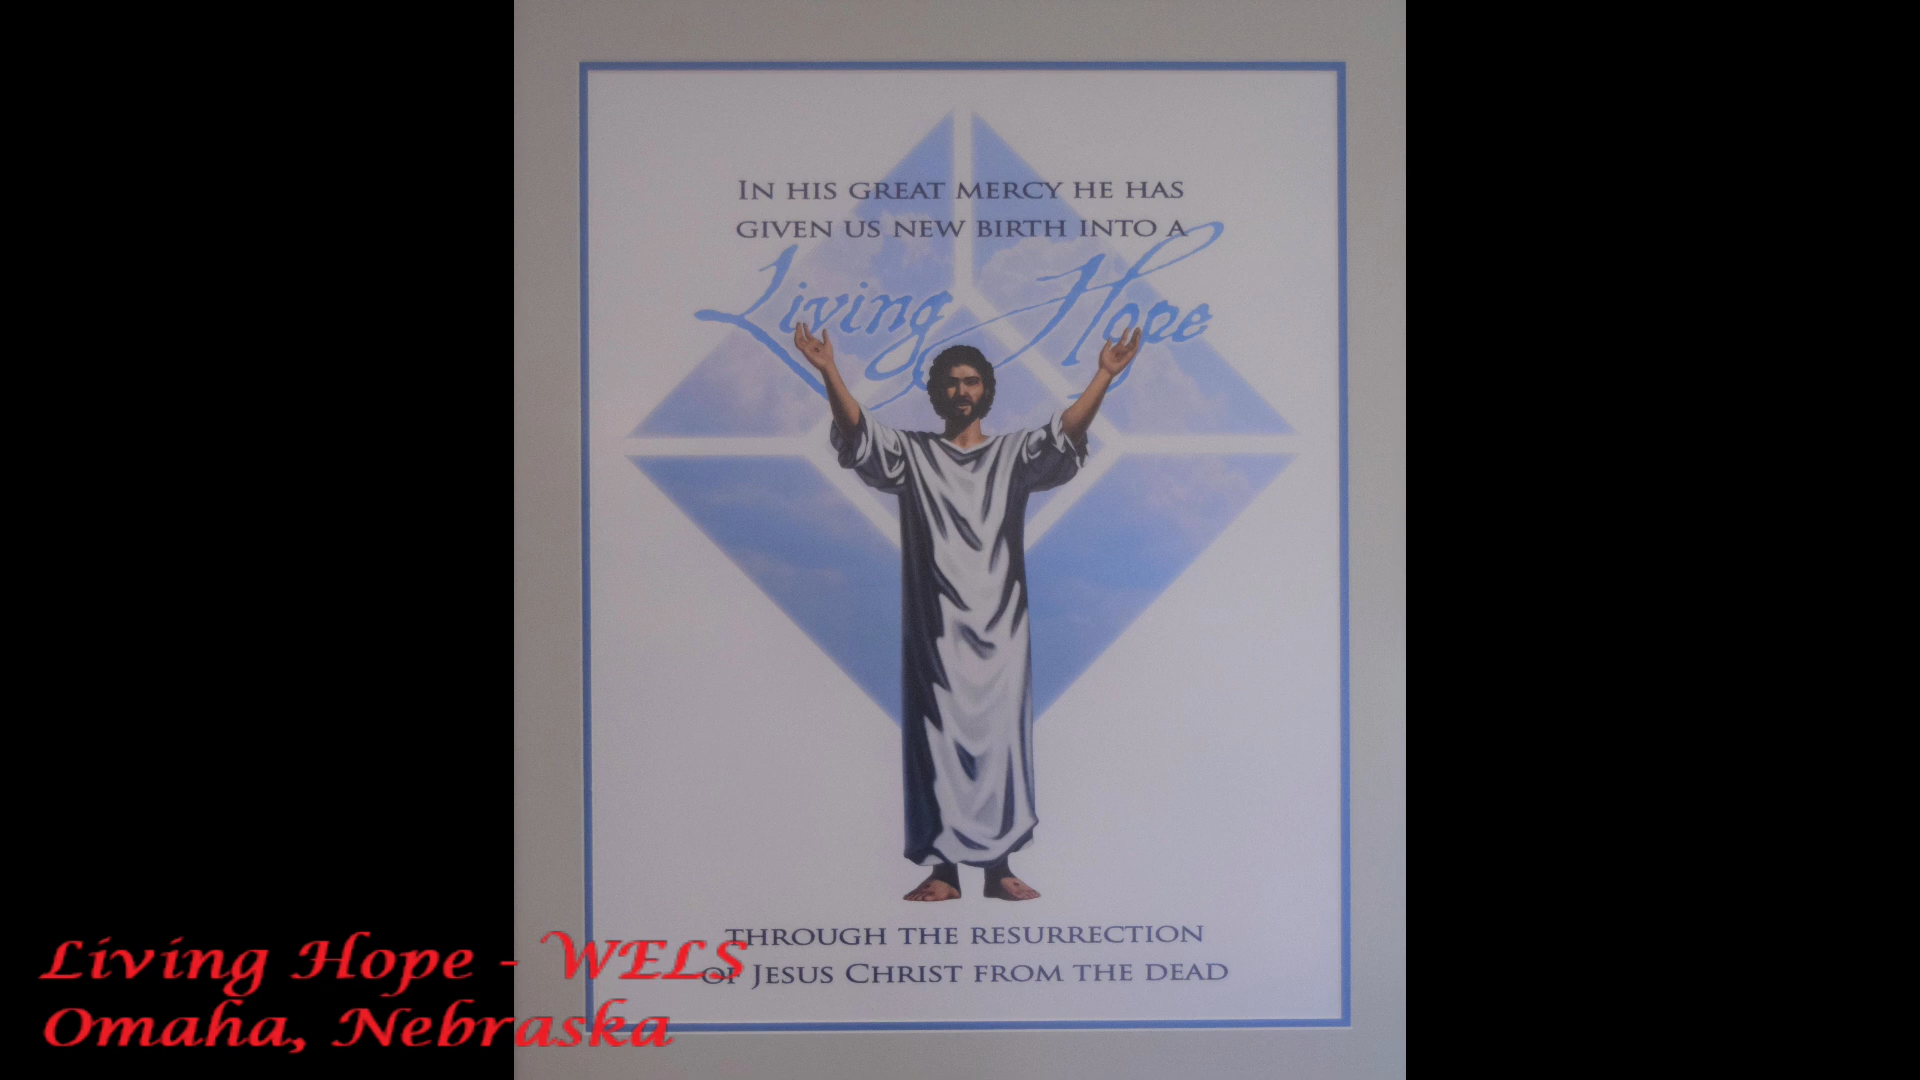 In his great mercy he has
given us new birth into a
Living Hope
through the resurrection
of Jesus Christ from the dead
Living Hope - WELS
Omaha, Nebraska